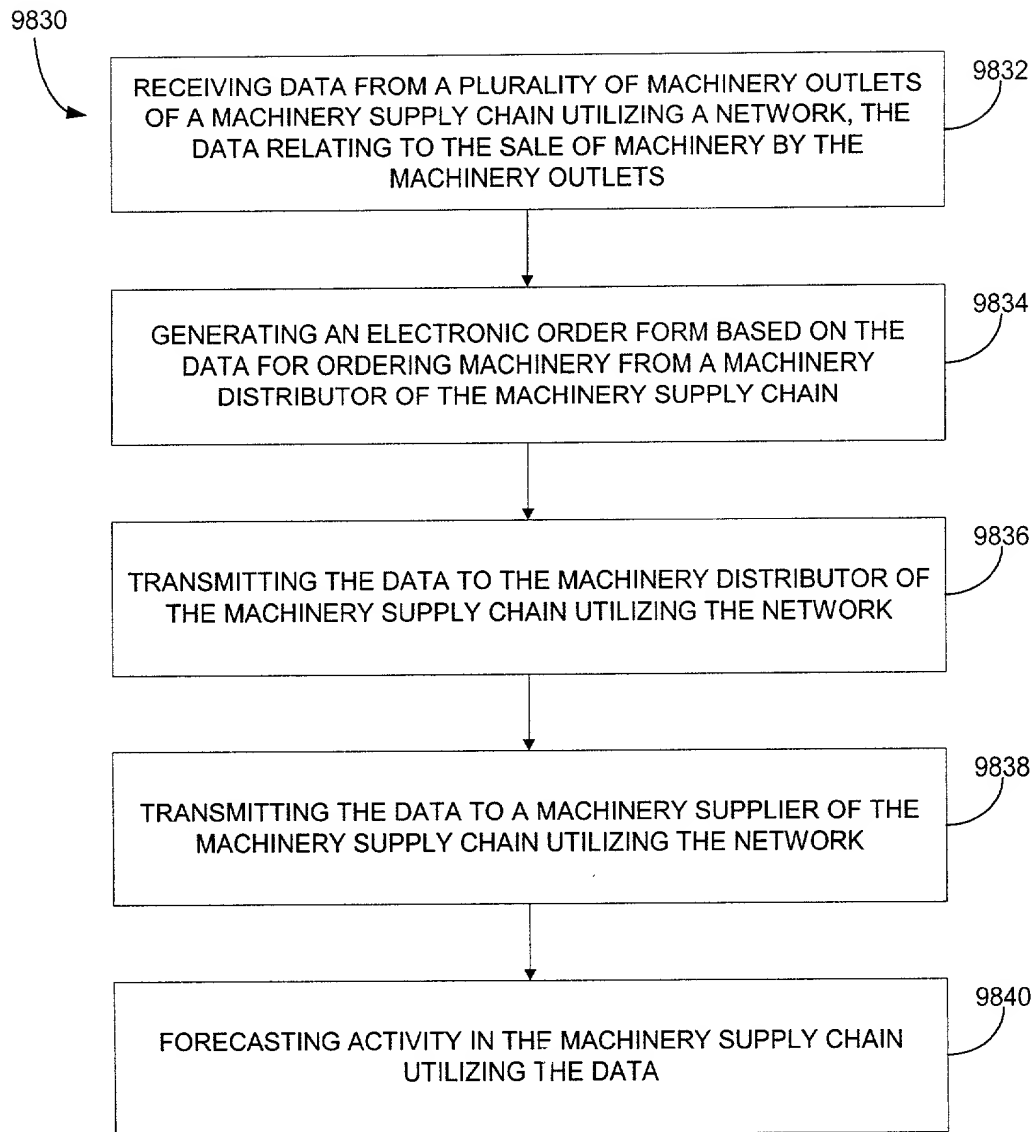 9830
RECEIVING DATA FROM A PLURALITY OF MACHINERY OUTLETS
OF A MACHINERY SUPPLY CHAIN UTILIZING A NETWORK, THE
DATA RELATING TO THE SALE OF MACHINERY BY THE
MACHINERY OUTLETS
9832
GENERATING AN ELECTRONIC ORDER FORM BASED ON THE
DATA FOR ORDERING MACHINERY FROM A MACHINERY
DISTRIBUTOR OF THE MACHINERY SUPPLY CHAIN
9834
TRANSMITTING THE DATA TO THE MACHINERY DISTRIBUTOR OF
THE MACHINERY SUPPLY CHAIN UTILIZING THE NETWORK
9836
TRANSMITTING THE DATA TO A MACHINERY SUPPLIER OF THE
MACHINERY SUPPLY CHAIN UTILIZING THE NETWORK
9838
FORECASTING ACTIVITY IN THE MACHINERY SUPPLY CHAIN
UTILIZING THE DATA
9840